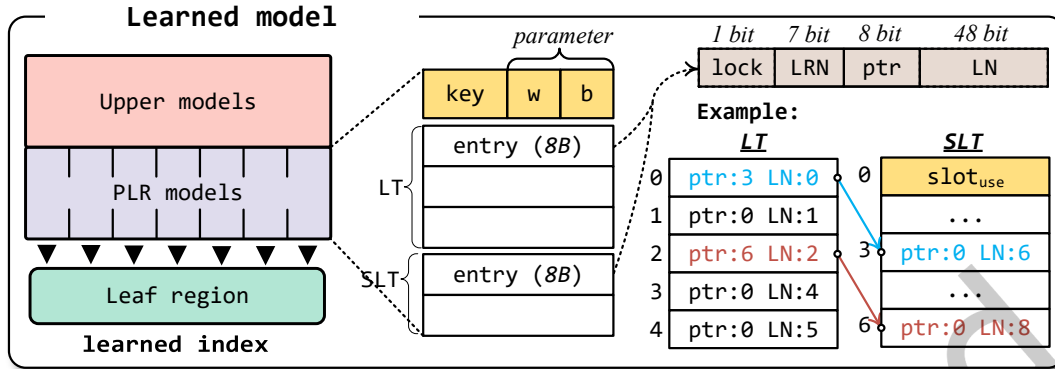 Learned model
Upper models
PLR models
Leaf region
learned index
parameter
key w b
entry (8B)
LT
entry (8B)
SLT
1 bit 7 bit 8 bit 48 bit
lock LRN ptr LN
Example:
LT SLT
0 ptr:3 LN:0 0 slot_use
1 ptr:0 LN:1 ...
2 ptr:6 LN:2 3 ptr:0 LN:6
3 ptr:0 LN:4 ...
4 ptr:0 LN:5 6 ptr:0 LN:8